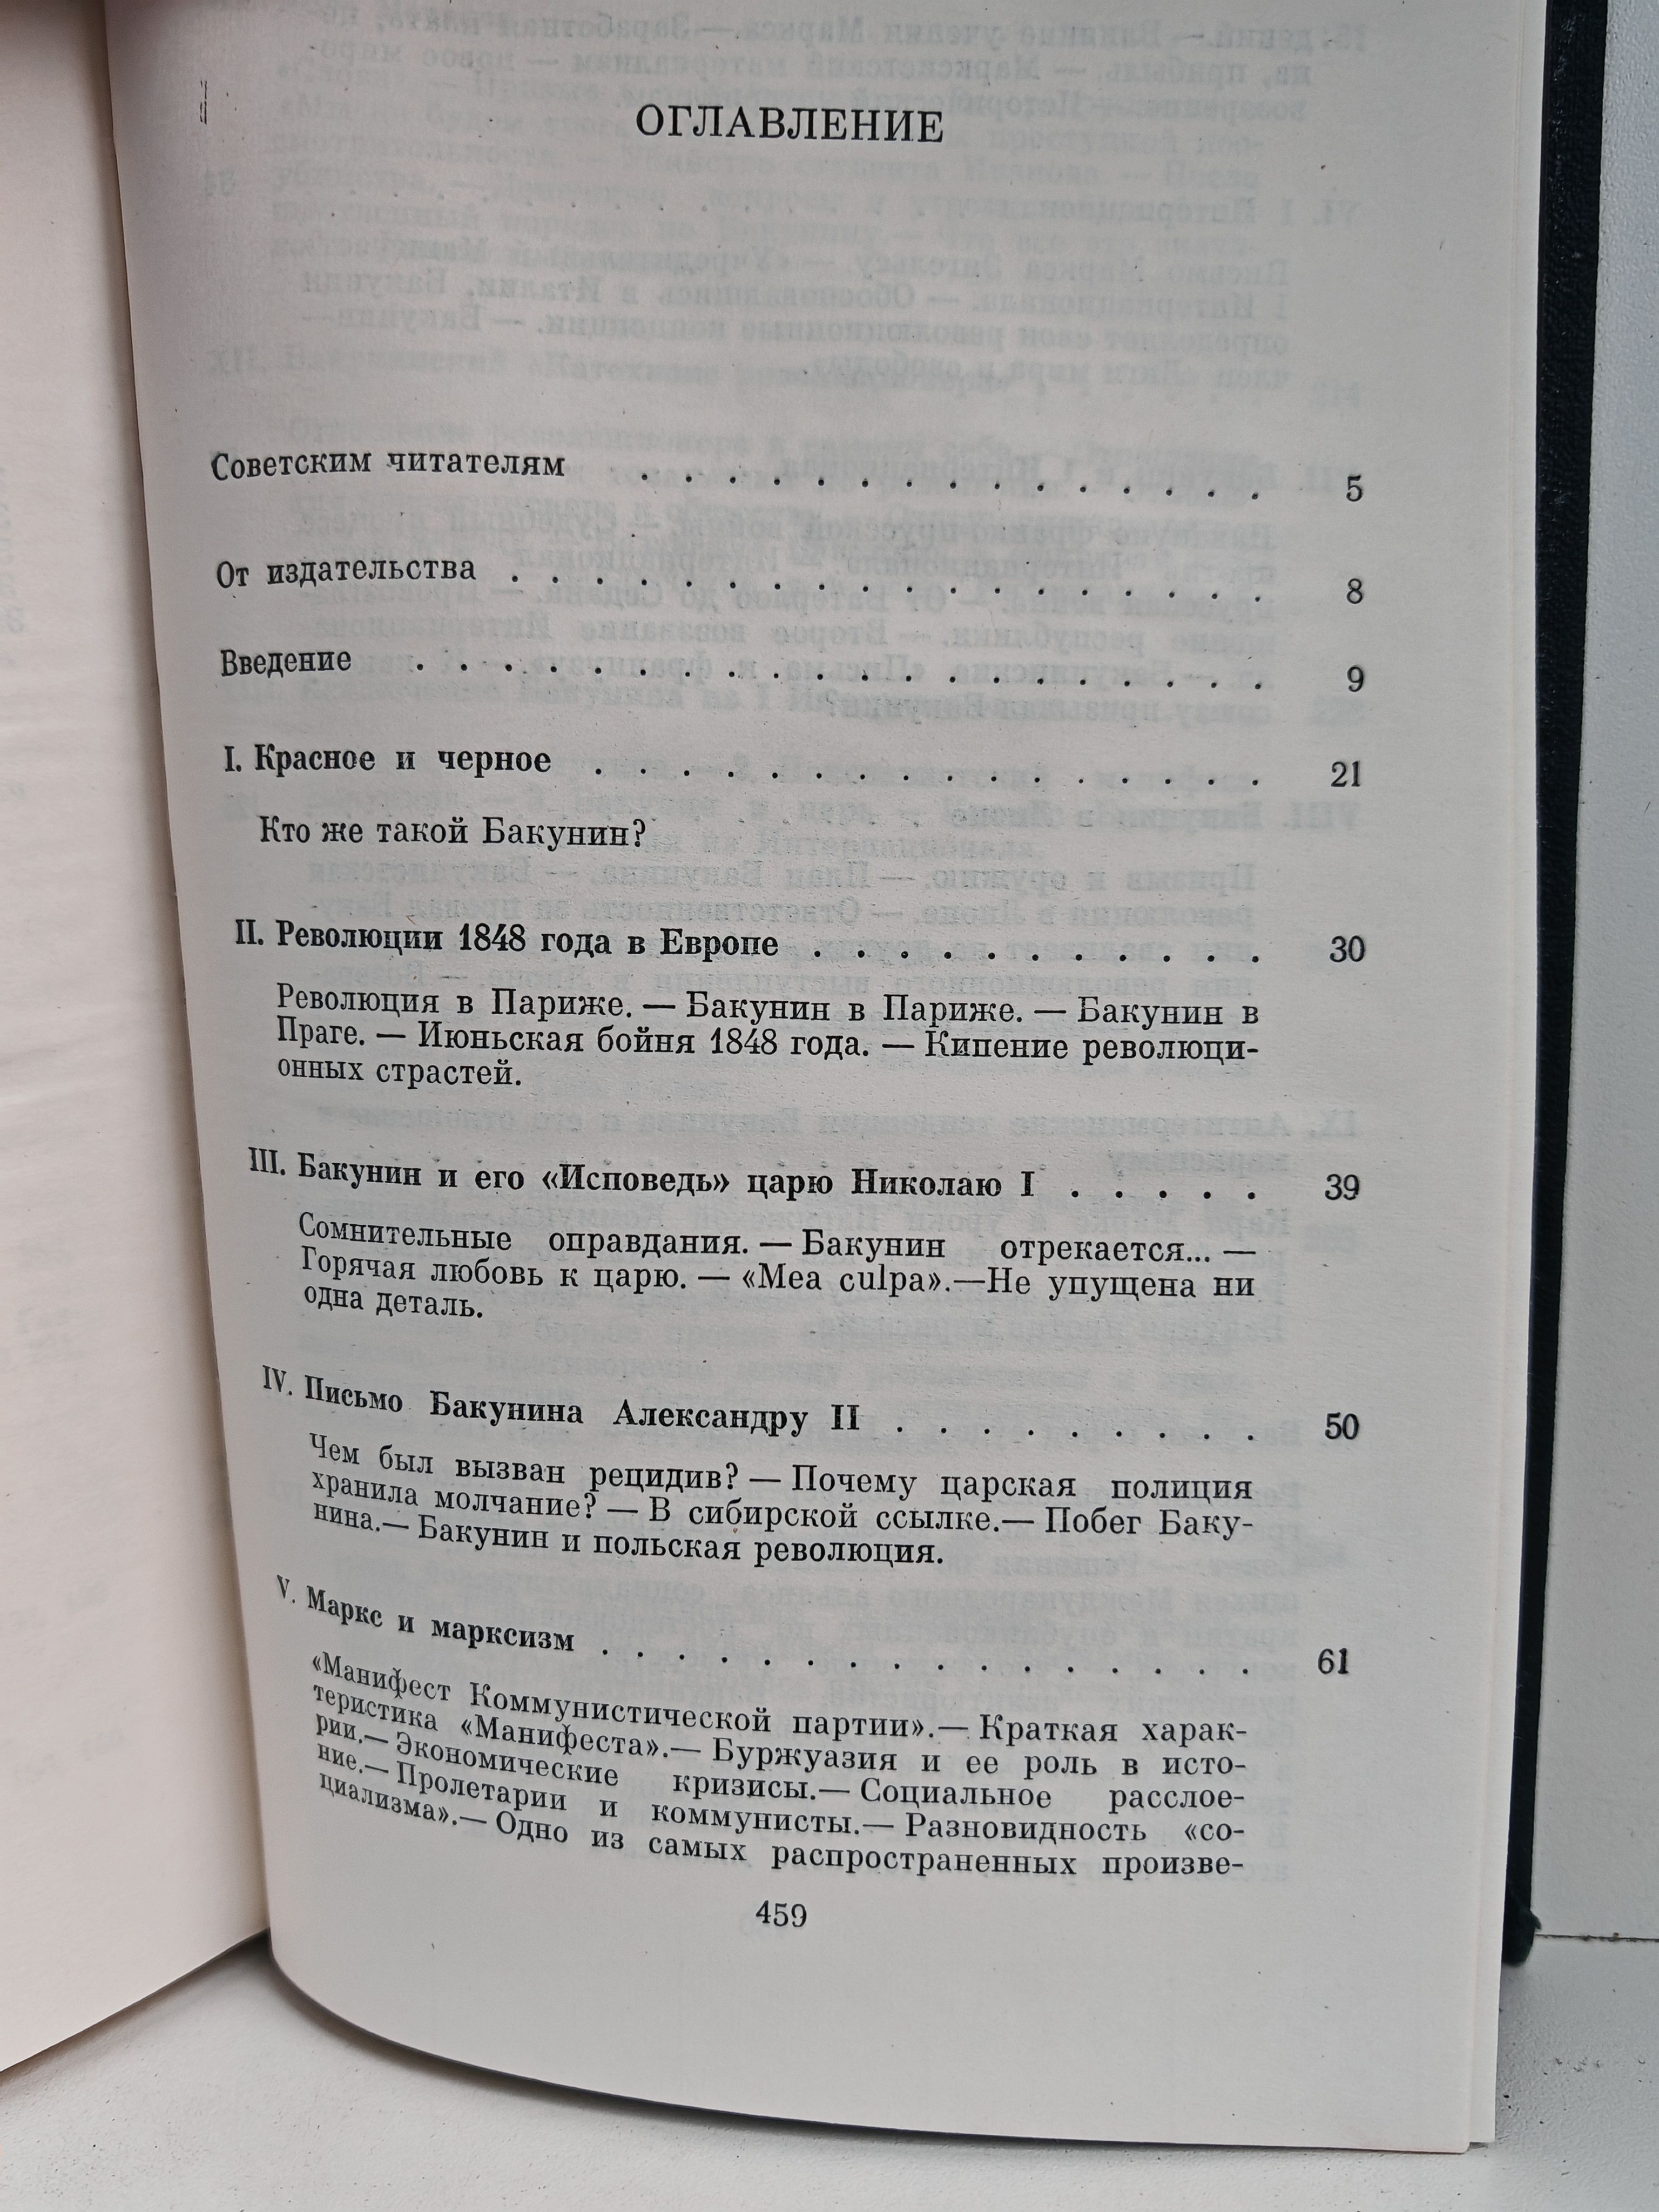 ОГЛАВЛЕНИЕ
Советским читателям . . . . . . . . . . . . . . . 5
От издательства . . . . . . . . . . . . . . . . . . 8
Введение . . . . . . . . . . . . . . . . . . . . 9
I. Красное и черное . . . . . . . . . . . . . . . . 21
Кто же такой Бакунин?
II. Революции 1848 года в Европе . . . . . . . . . . . 30
Революция в Париже. — Бакунин в Париже. — Бакунин в
Праге. — Июньская бойня 1848 года. — Кипение революци-
онных страстей.
III. Бакунин и его «Исповедь» царю Николаю I . . . . . 39
Сомнительные оправдания. — Бакунин отрекается... —
Горячая любовь к царю. — «Mea culpa».—Не упущена ни
одна деталь.
IV. Письмо Бакунина Александру II . . . . . . . . . 50
Чем был вызван рецидив? — Почему царская полиция
хранила молчание? — В сибирской ссылке.— Побег Баку-
нина.— Бакунин и польская революция.
V. Маркс и марксизм . . . . . . . . . . . . . . . . 61
«Манифест Коммунистической партии».— Краткая харак-
теристика «Манифеста».— Буржуазия и ее роль в исто-
рии.— Экономические кризисы.— Социальное расслое-
ние.— Пролетарии и коммунисты.— Разновидность «со-
циализма».— Одно из самых распространенных произве-
459